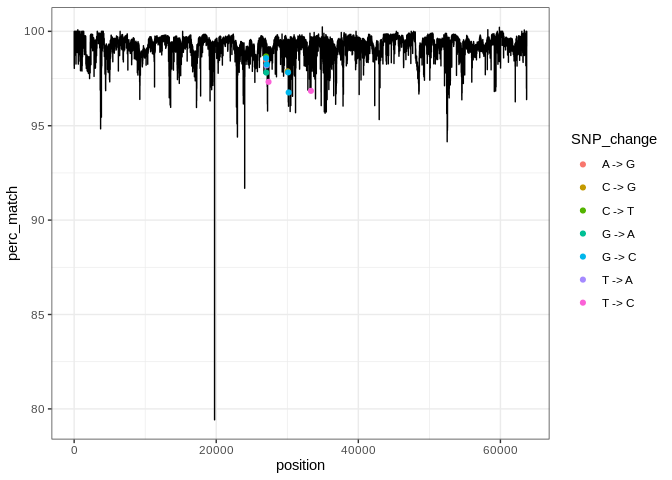 100
95
90
85
80
perc_match
0
20000
40000
60000
position
SNP_change
A -> G
C -> G
C -> T
G -> A
G -> C
T -> A
T -> C